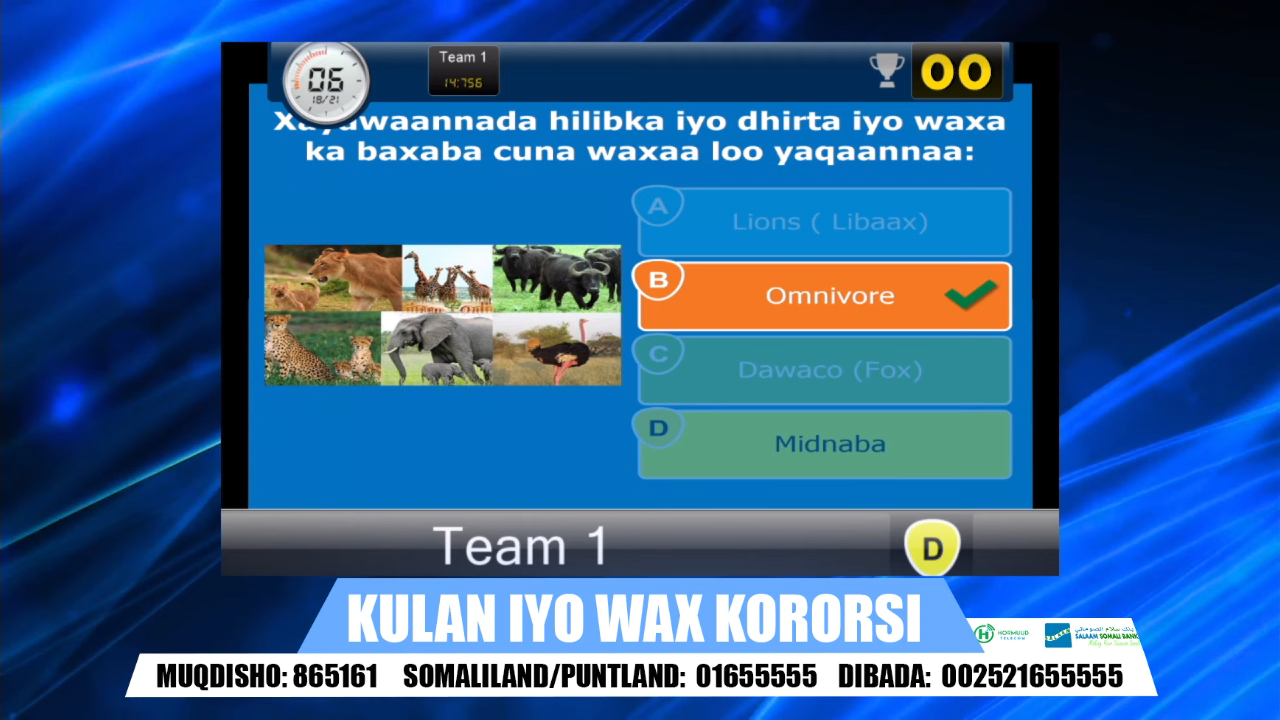 06
18/21
Team 1
14:756
00
hilibka iyo dhirta iyo waxa
ka baxaba cuna waxaa loo yaqaannaa:
A
Lions ( Libaax)
B
Omnivore
C
Dawaco (Fox)
D
Midnaba
Team 1
D
KULAN IYO WAX KORORSI
HORMUUD
TELECOM
SALAAM SOMALI BANK
MUQDISHO: 865161 SOMALILAND/PUNTLAND: 01655555 DIBADA: 002521655555